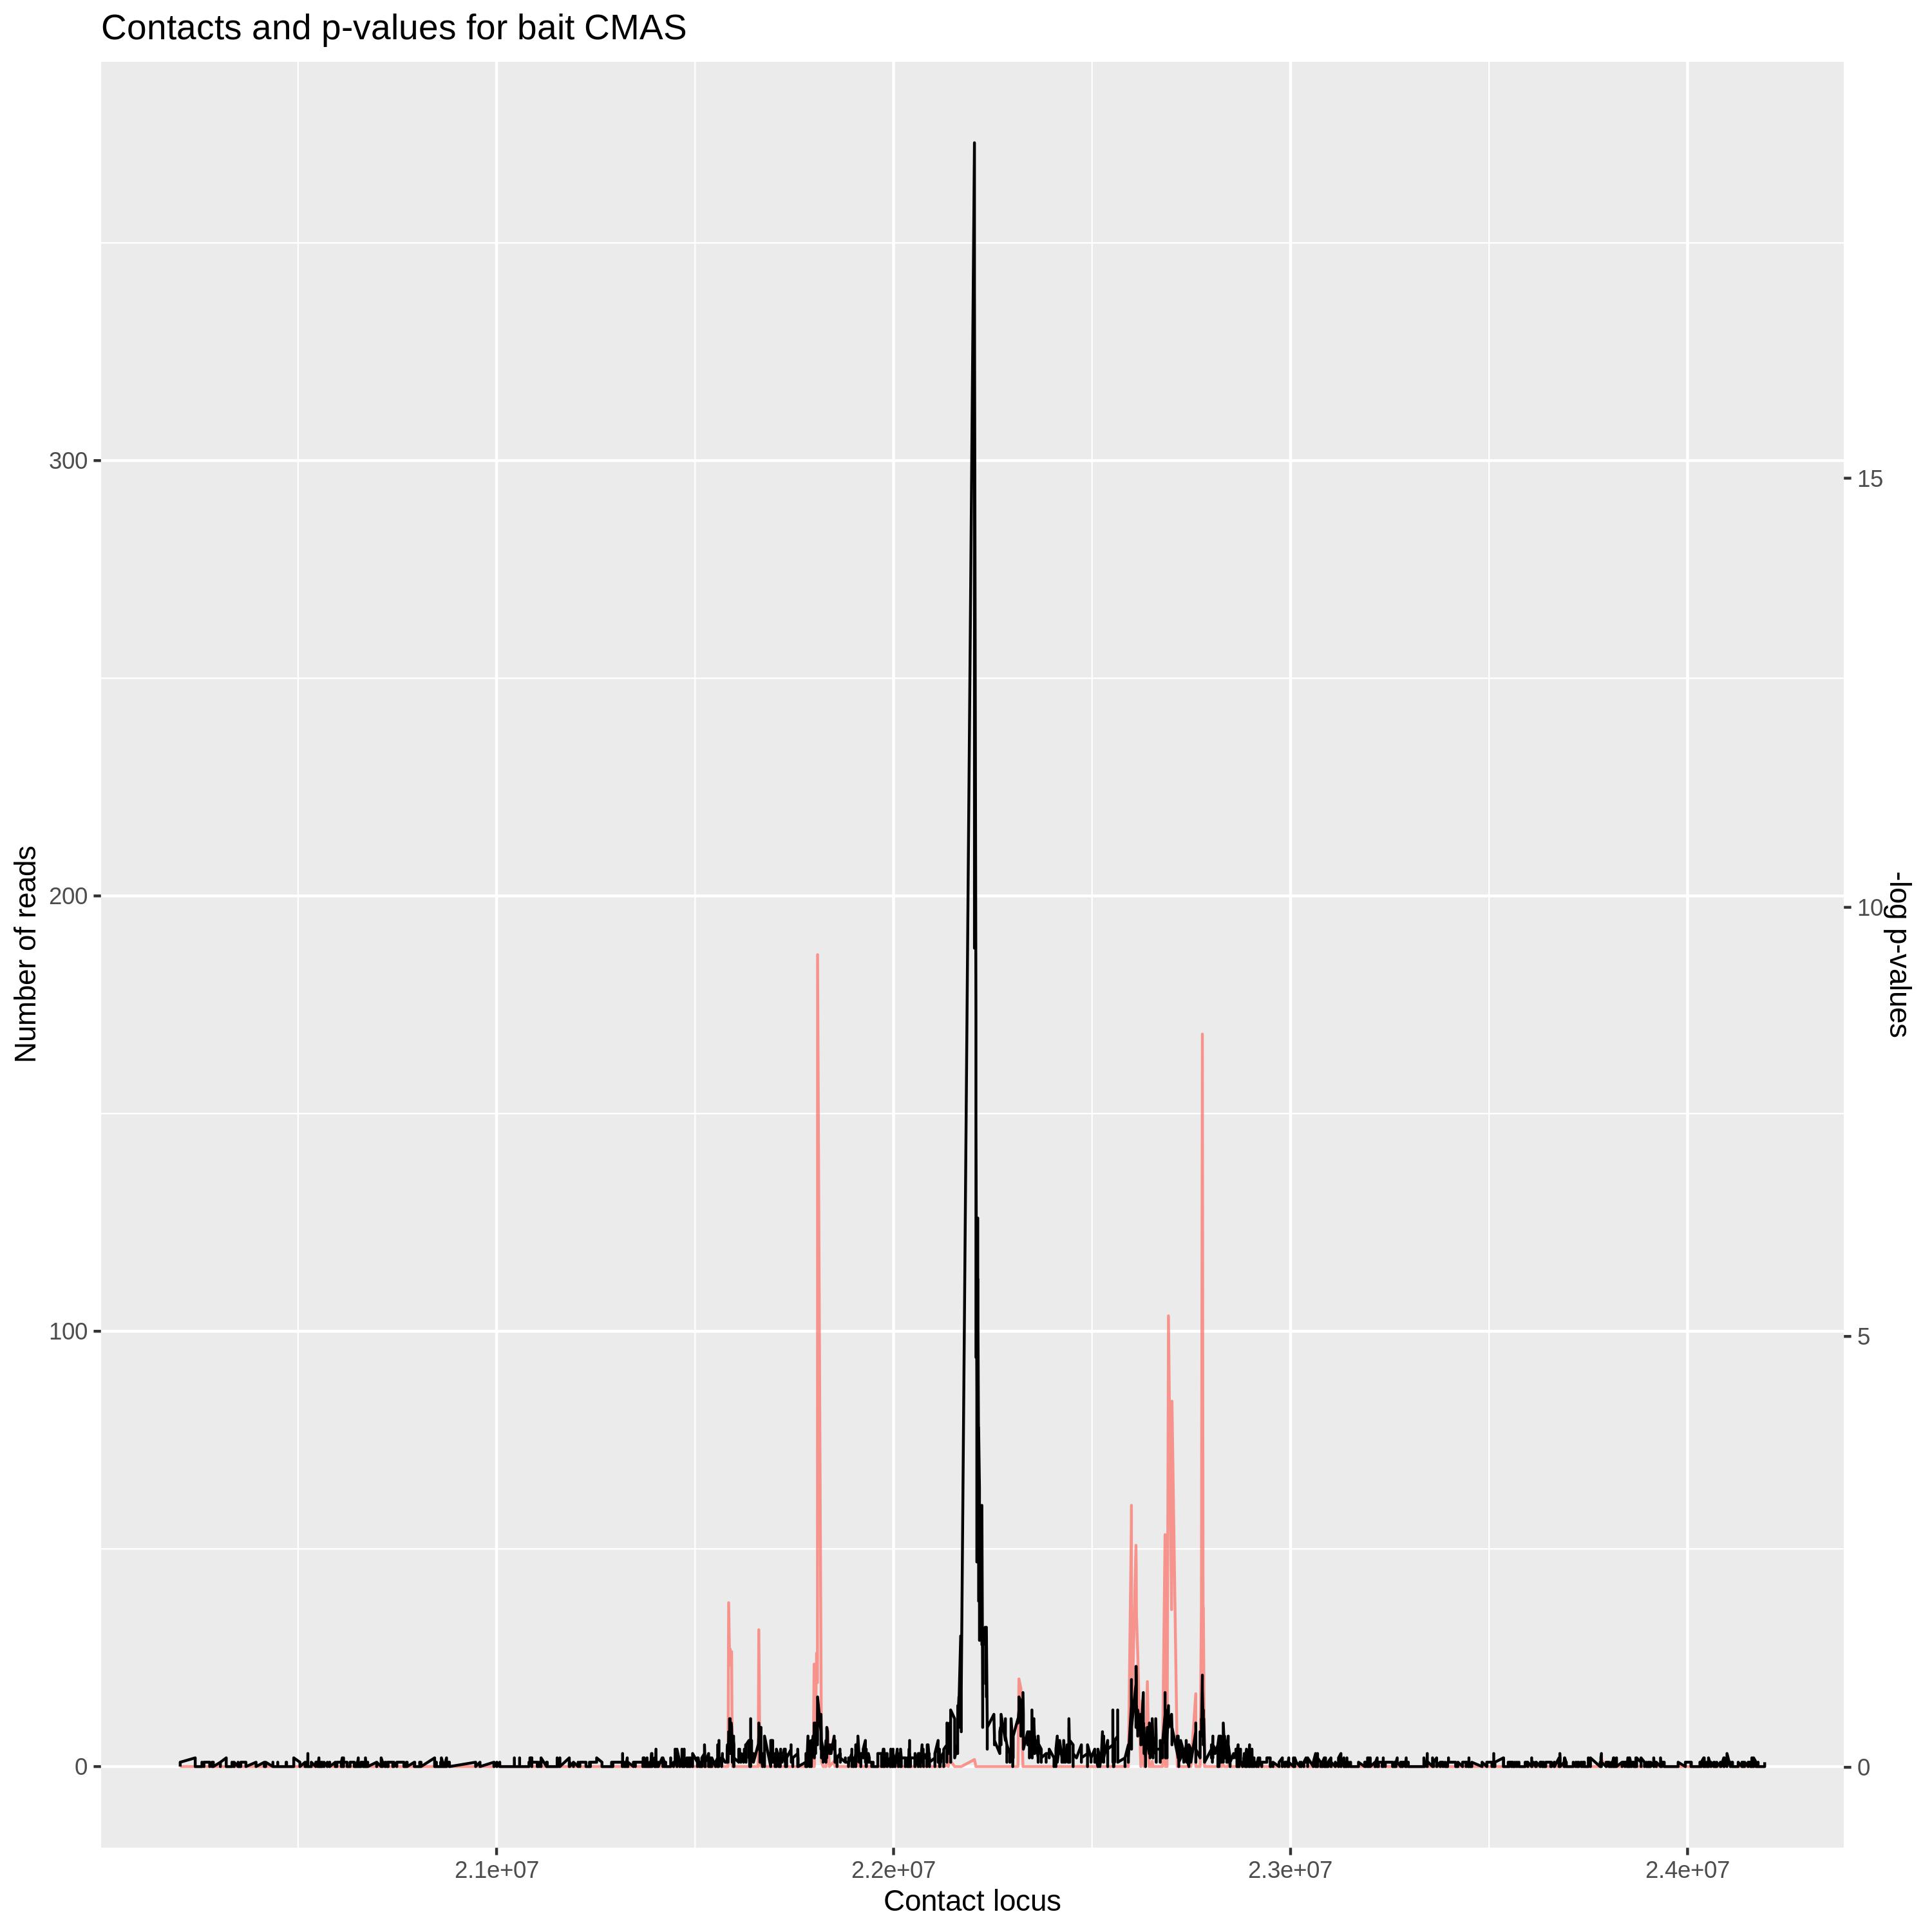 Contacts and p-values for bait CMAS
300
200
100
0
Number of reads
15
10
5
0
-log p-values
2.1e+07
2.2e+07
2.3e+07
2.4e+07
Contact locus